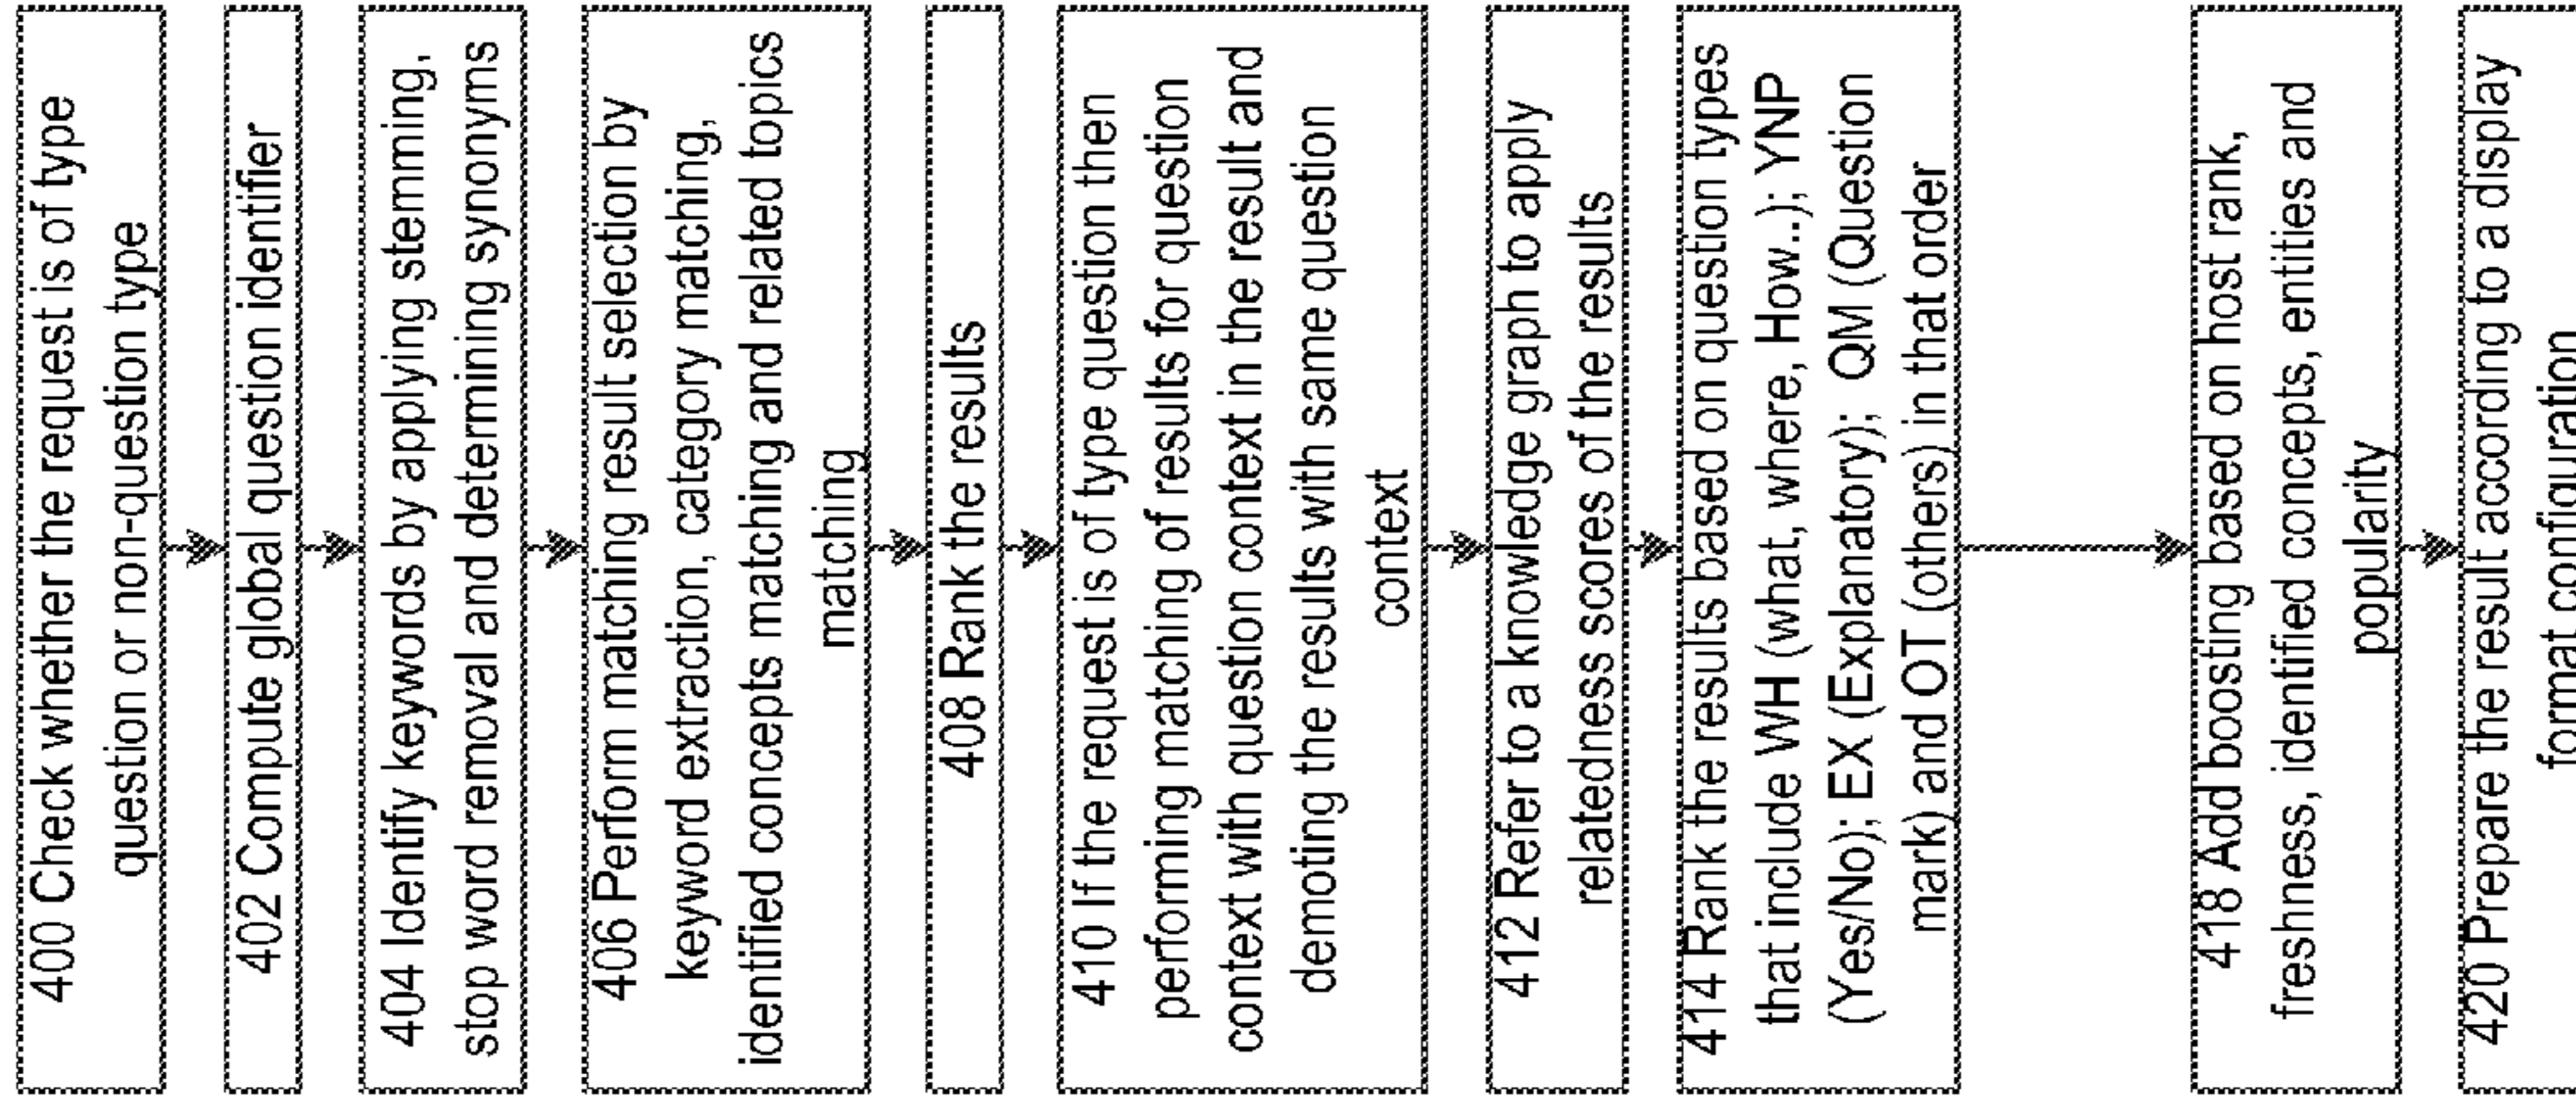 400 Check whether the request is of type
question or non-question type
402 Compute global question identifier
404 Identify keywords by applying stemming,
stop word removal and determining synonyms
406 Perform matching result selection by
keyword extraction, category matching,
identified concepts matching and related topics
matching
408 Rank the results
410 If the request is of type question then
performing matching of results for question
context with question context in the result and
demoting the results with same question
context
412 Refer to a knowledge graph to apply
relatedness scores of the results
414 Rank the results based on question types
that include WH (what, where, How..); YNP
(Yes/No); EX (Explanatory); QM (Question
mark) and OT (others) in that order
418 Add boosting based on host rank,
freshness, identified concepts, entities and
popularity
420 Prepare the result according to a display
format configuration